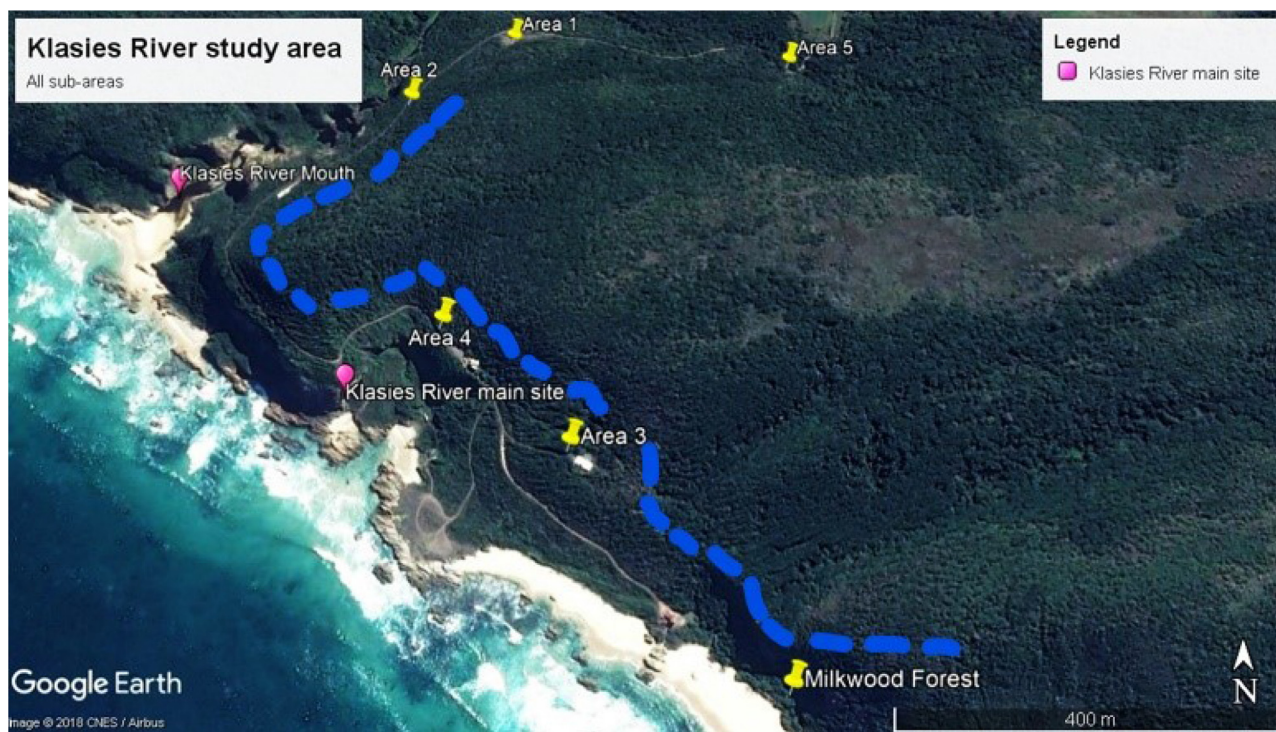 Klasies River study area
All sub-areas
Legend
Klasies River main site
Area 1
Area 5
Area 2
Klasies River Mouth
Area 4
Klasies River main site
Area 3
Milkwood Forest
Google Earth
Image © 2018 CNES / Airbus
400 m
N